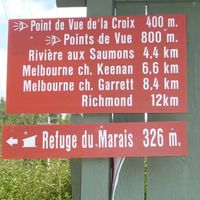 Point de Vue de la Croix 400 m.
Points de Vue 800 m.
Rivière aux Saumons 4,4 km
Melbourne ch. Keenan 6,6 km
Melbourne ch. Garrett 8,4 km
Richmond 12km
Refuge du Marais 326 m.